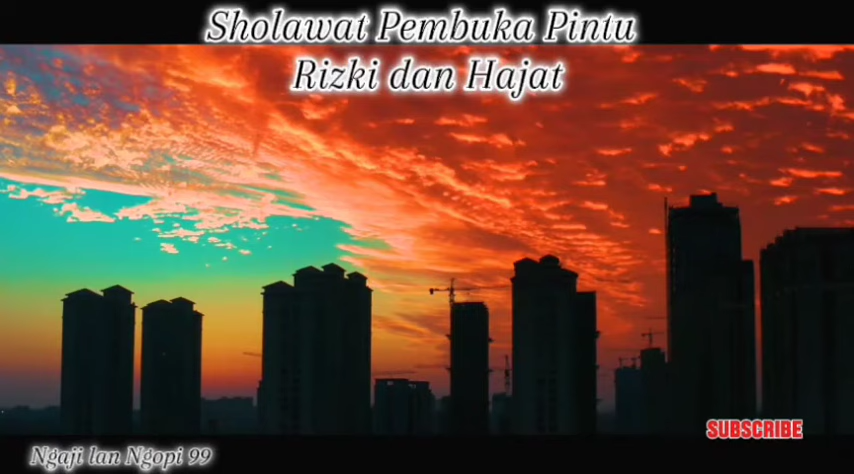 Sholawat Pembuka Pintu
Rizki dan Hajat
SUBSCRIBE
Ngaji lan Ngopi 99